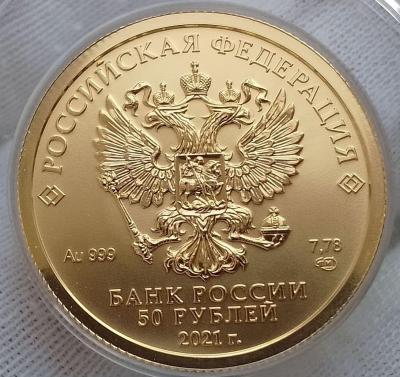 РОССИЙСКАЯ ФЕДЕРАЦИЯ
Au 999
7,78
БАНК РОССИИ
50 РУБЛЕЙ
2021 г.